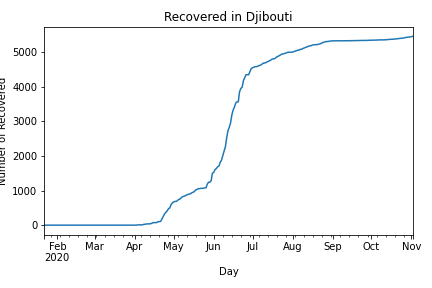 Recovered in Djibouti
Number of Recovered
5000
4000
3000
2000
1000
0
Feb Mar Apr May Jun Jul Aug Sep Oct Nov
2020
Day